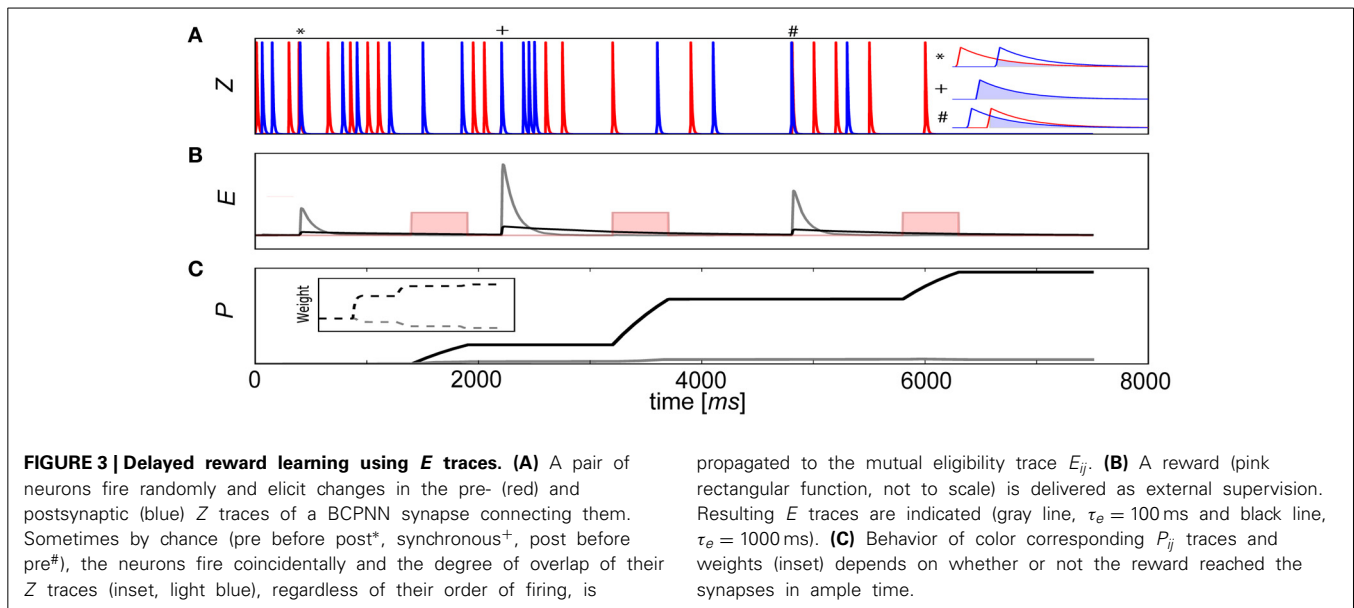 A
* + #
Z
*
+
#
B
E
C
Weight
P
0 2000 4000 6000 8000
time [ms]
FIGURE 3 | Delayed reward learning using E traces. (A) A pair of
neurons fire randomly and elicit changes in the pre- (red) and
postsynaptic (blue) Z traces of a BCPNN synapse connecting them.
Sometimes by chance (pre before post*, synchronous+, post before
pre#), the neurons fire coincidentally and the degree of overlap of their
Z traces (inset, light blue), regardless of their order of firing, is
propagated to the mutual eligibility trace Eij. (B) A reward (pink
rectangular function, not to scale) is delivered as external supervision.
Resulting E traces are indicated (gray line, τe = 100 ms and black line,
τe = 1000 ms). (C) Behavior of color corresponding Pij traces and
weights (inset) depends on whether or not the reward reached the
synapses in ample time.